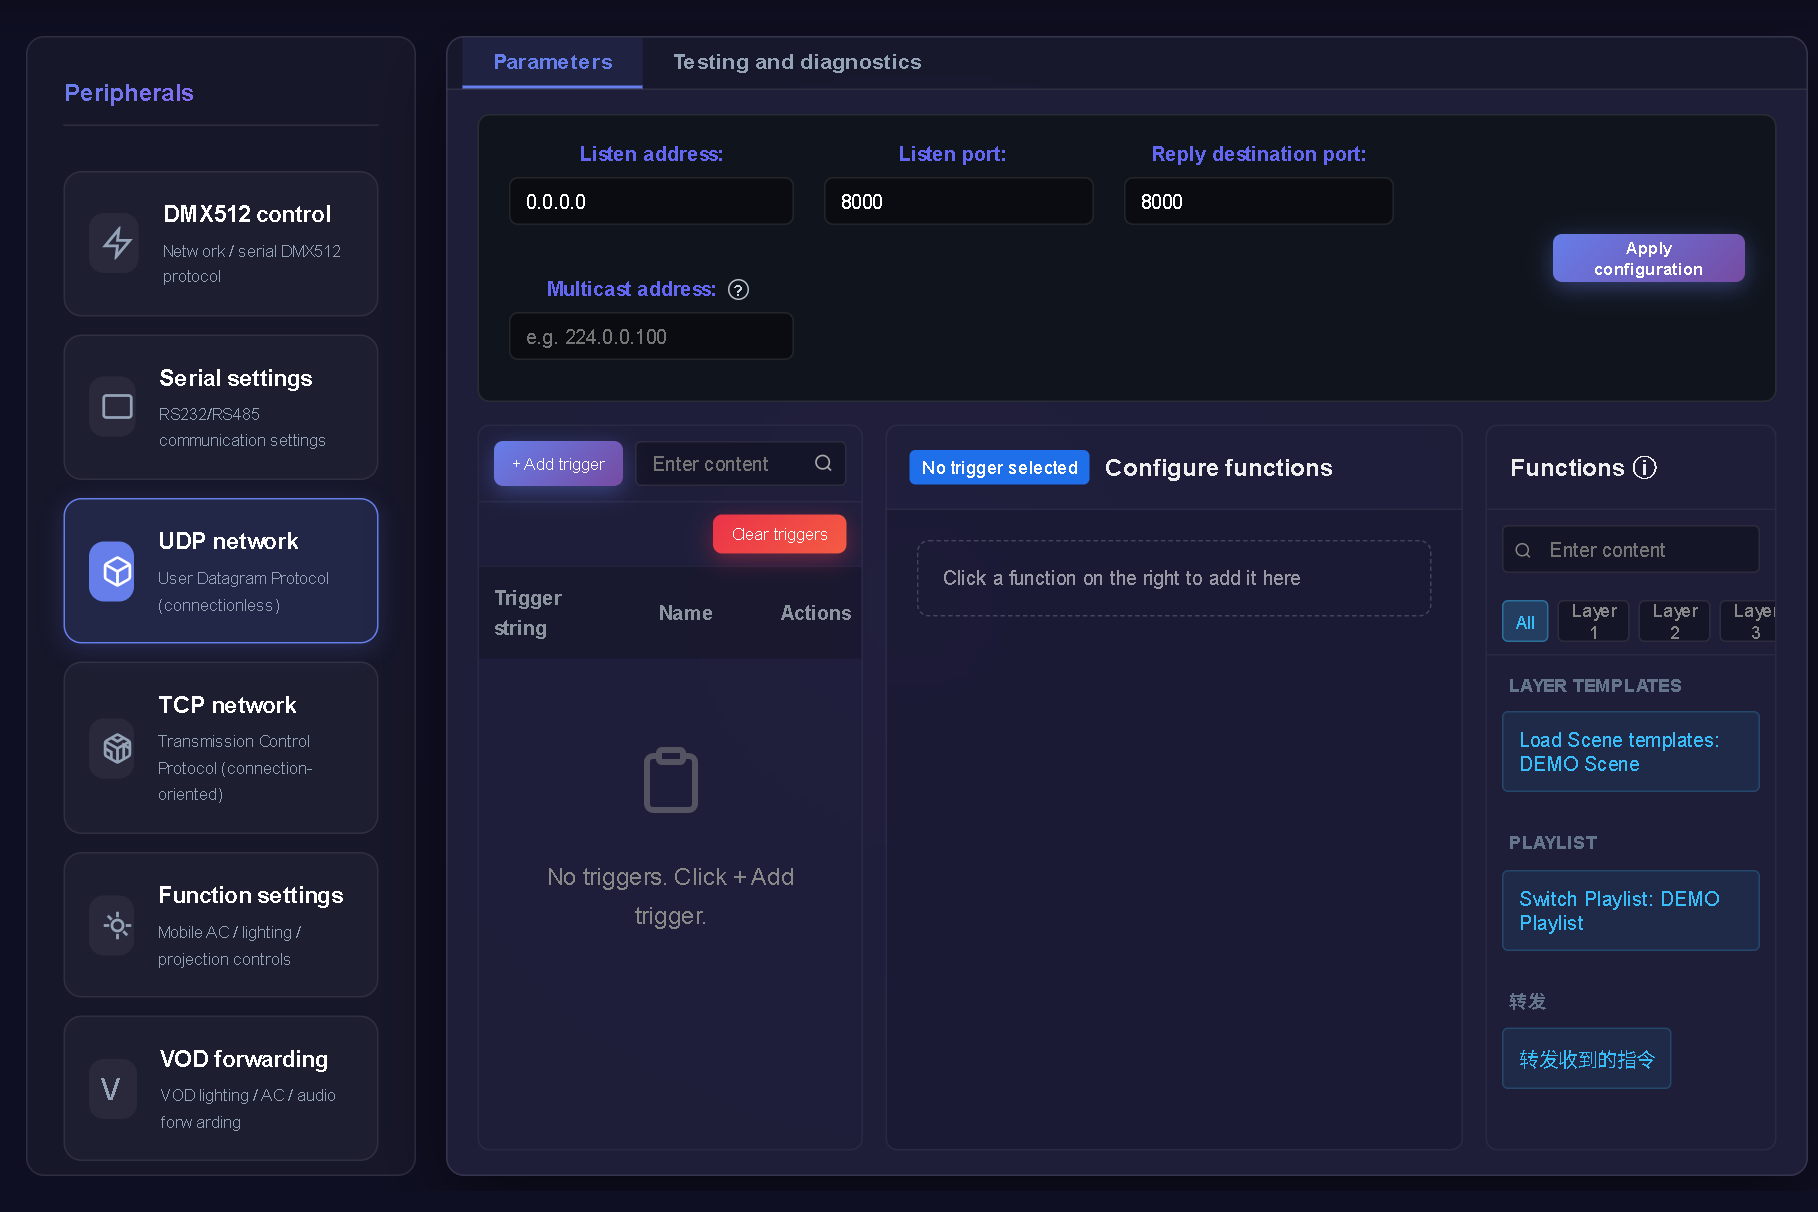 Peripherals
DMX512 control
Network / serial DMX512
protocol
Serial settings
RS232/RS485
communication settings
UDP network
User Datagram Protocol
(connectionless)
TCP network
Transmission Control
Protocol (connection-
oriented)
Function settings
Mobile AC / lighting /
projection controls
V
VOD forwarding
VOD lighting / AC / audio
forwarding
Parameters
Testing and diagnostics
Listen address:
Listen port:
Reply destination port:
0.0.0.0
8000
8000
Apply
configuration
Multicast address:
e.g. 224.0.0.100
+ Add trigger
Enter content
Clear triggers
Trigger
string
Name
Actions
No triggers. Click + Add
trigger.
No trigger selected
Configure functions
Click a function on the right to add it here
Functions
Enter content
All
Layer
1
Layer
2
Layer
3
LAYER TEMPLATES
Load Scene templates:
DEMO Scene
PLAYLIST
Switch Playlist: DEMO
Playlist
转发
转发收到的指令